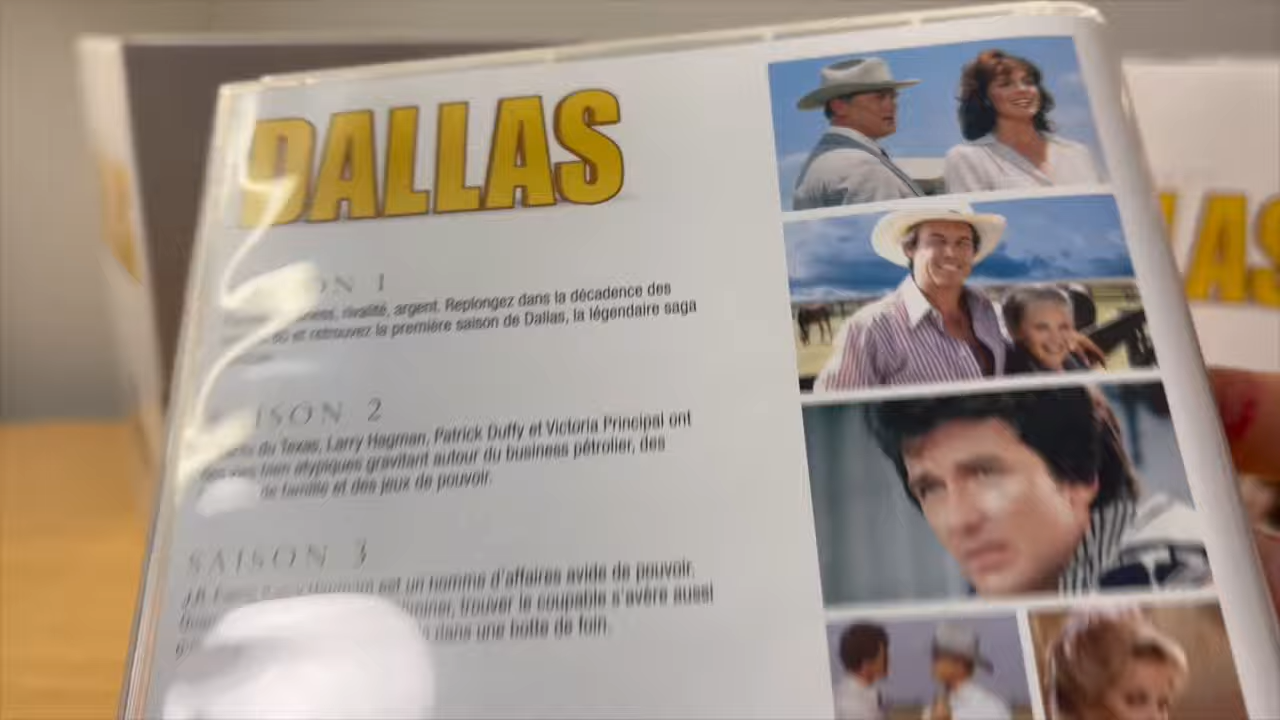 DALLAS
LAS
ON 1
rivalité, argent. Replongez dans la décadence des
et retrouvez la première saison de Dallas, la légendaire saga
ISON 2
du Texas, Larry Hagman, Patrick Duffy et Victoria Principal ont
bien atypiques gravitant autour du business pétrolier, des
de famille et des jeux de pouvoir.
SAISON 3
est un homme d'affaires avide de pouvoir.
trouver le coupable s'avère aussi
dans une botte de foin.